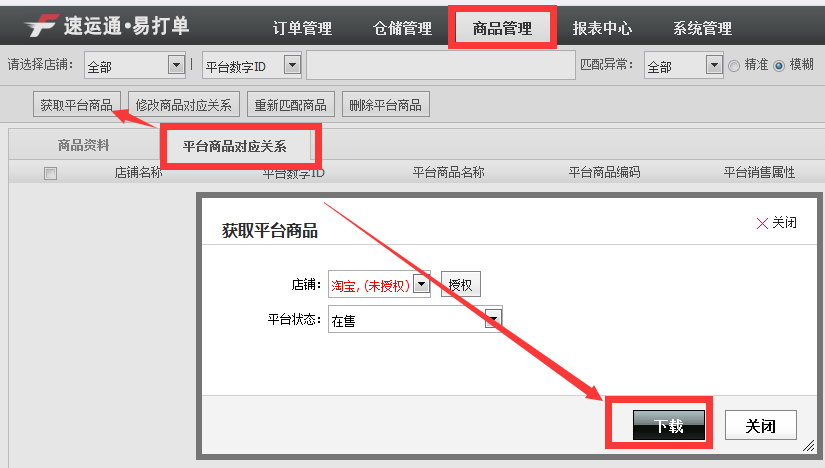 速运通·易打单 订单管理 仓储管理 商品管理 报表中心 系统管理
请选择店铺: 全部 平台数字ID 匹配异常: 全部 精准 模糊
获取平台商品 修改商品对应关系 重新匹配商品 删除平台商品
商品资料 平台商品对应关系
店铺名称 平台数字ID 平台商品名称 平台商品编码 平台销售属性
获取平台商品 关闭
店铺: 淘宝,(未授权) 授权
平台状态: 在售
下载 关闭